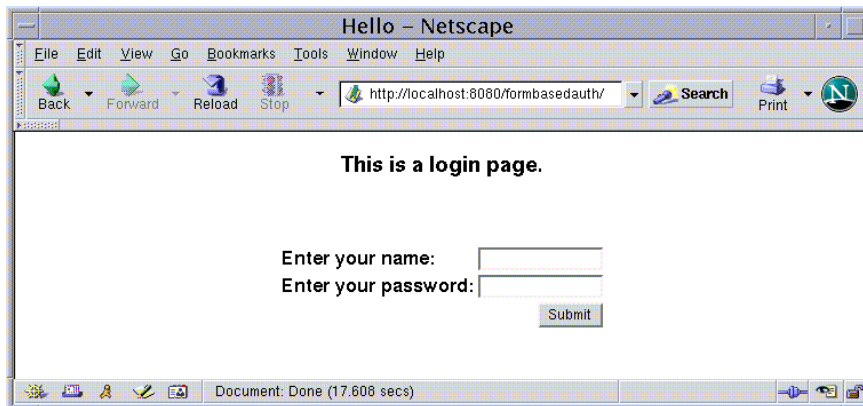 Hello – Netscape
File Edit View Go Bookmarks Tools Window Help
Back Forward Reload Stop http://localhost:8080/formbasedauth/ Search Print N
This is a login page.
Enter your name:
Enter your password:
Submit
Document: Done (17.608 secs)